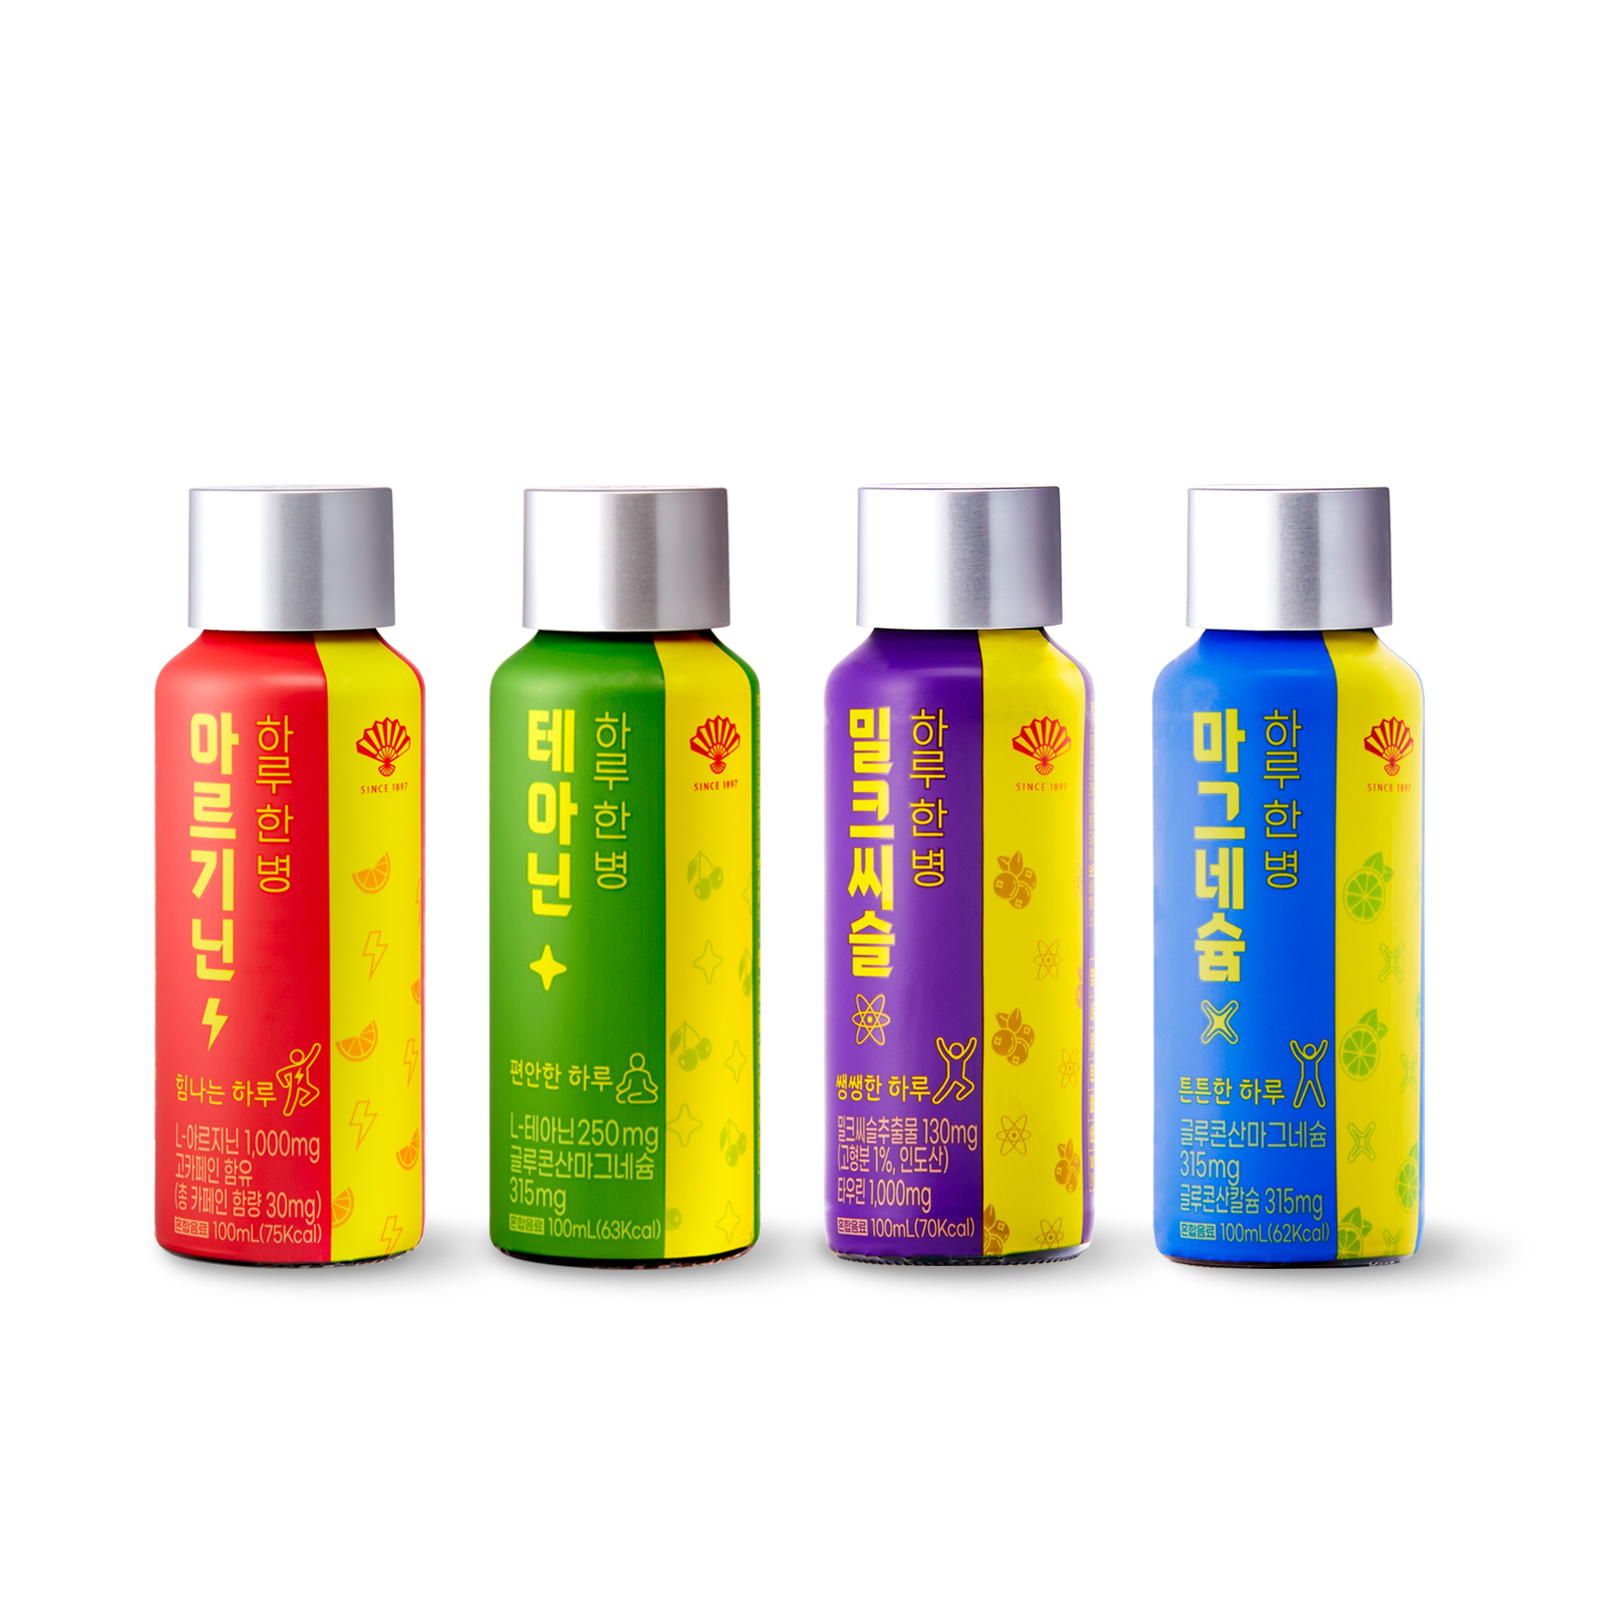 하루한병
아르기닌
SINCE 1897
힘나는 하루
L-아르지닌 1,000mg
고카페인 함유
(총 카페인 함량 30mg)
혼합음료 100mL(75Kcal)
하루한병
테아닌
SINCE 1897
편안한 하루
L-테아닌 250mg
글루콘산마그네슘
315mg
혼합음료 100mL(63Kcal)
하루한병
밀크씨슬
SINCE 1897
쌩쌩한 하루
밀크씨슬추출물 130mg
(고형분 1%, 인도산)
타우린 1,000mg
혼합음료 100mL(70Kcal)
하루한병
마그네슘
SINCE 1897
튼튼한 하루
글루콘산마그네슘
315mg
글루콘산칼슘 315mg
혼합음료 100mL(62Kcal)